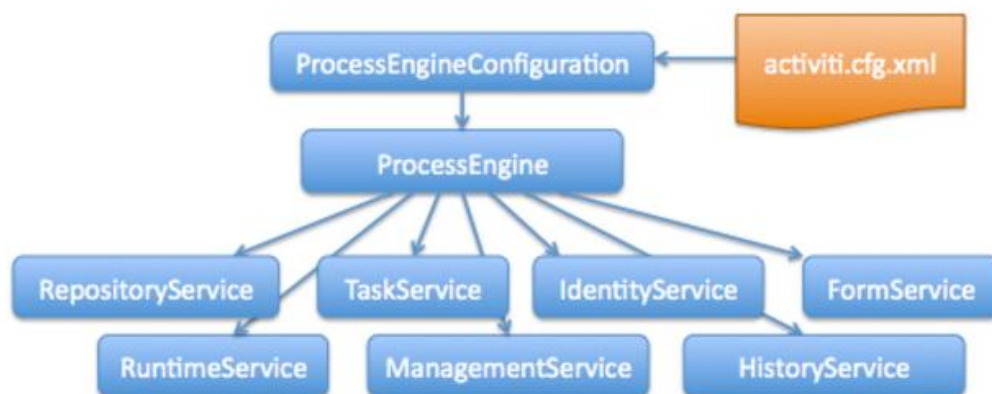 ProcessEngineConfiguration
activiti.cfg.xml
ProcessEngine
RepositoryService
TaskService
IdentityService
FormService
RuntimeService
ManagementService
HistoryService